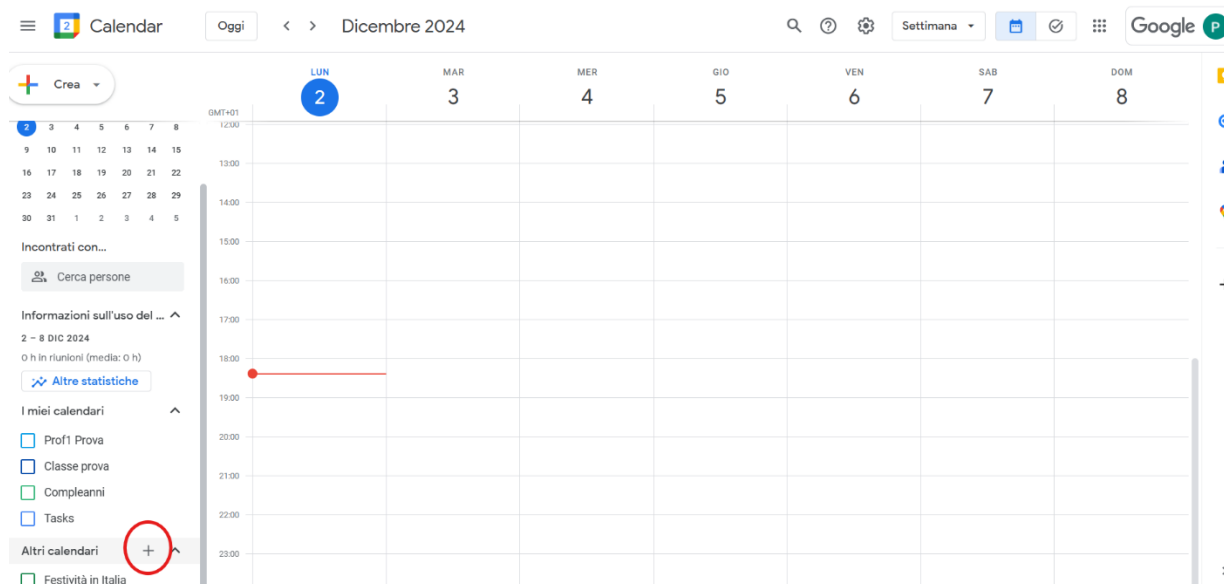 2 Calendar Oggi Dicembre 2024 Settimana Google P
Crea
LUN MAR MER GIO VEN SAB DOM
2 3 4 5 6 7 8
GMT+01
2 3 4 5 6 7 8
9 10 11 12 13 14 15
16 17 18 19 20 21 22
23 24 25 26 27 28 29
30 31 1 2 3 4 5
Incontrati con...
Cerca persone
Informazioni sull'uso del ...
2 – 8 DIC 2024
0 h in riunioni (media: 0 h)
Altre statistiche
I miei calendari
Prof1 Prova
Classe prova
Compleanni
Tasks
Altri calendari
Festività in Italia
12:00
13:00
14:00
15:00
16:00
17:00
18:00
19:00
20:00
21:00
22:00
23:00